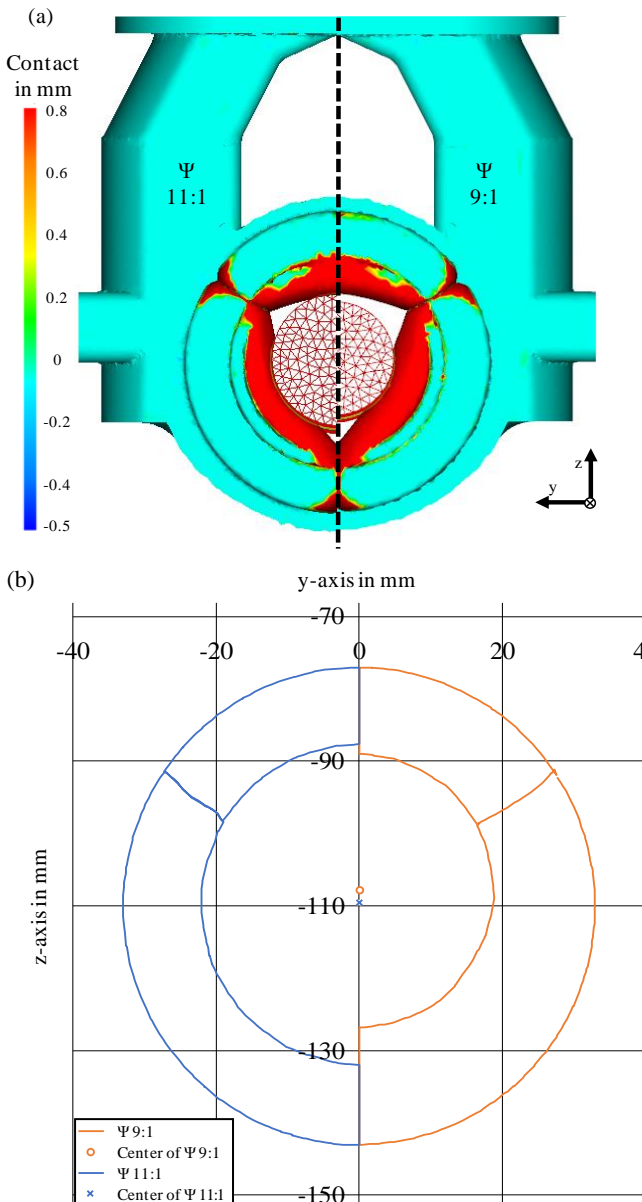 (a)
Contact
in mm
0.8
0.6
0.4
0.2
0
-0.2
-0.4
-0.5
Ψ
11:1
Ψ
9:1
z
y
(b)
y-axis in mm
-70
-40
-20
0
20
40
-90
-110
-130
-150
z-axis in mm
Ψ 9:1
Center of Ψ 9:1
Ψ 11:1
Center of Ψ 11:1